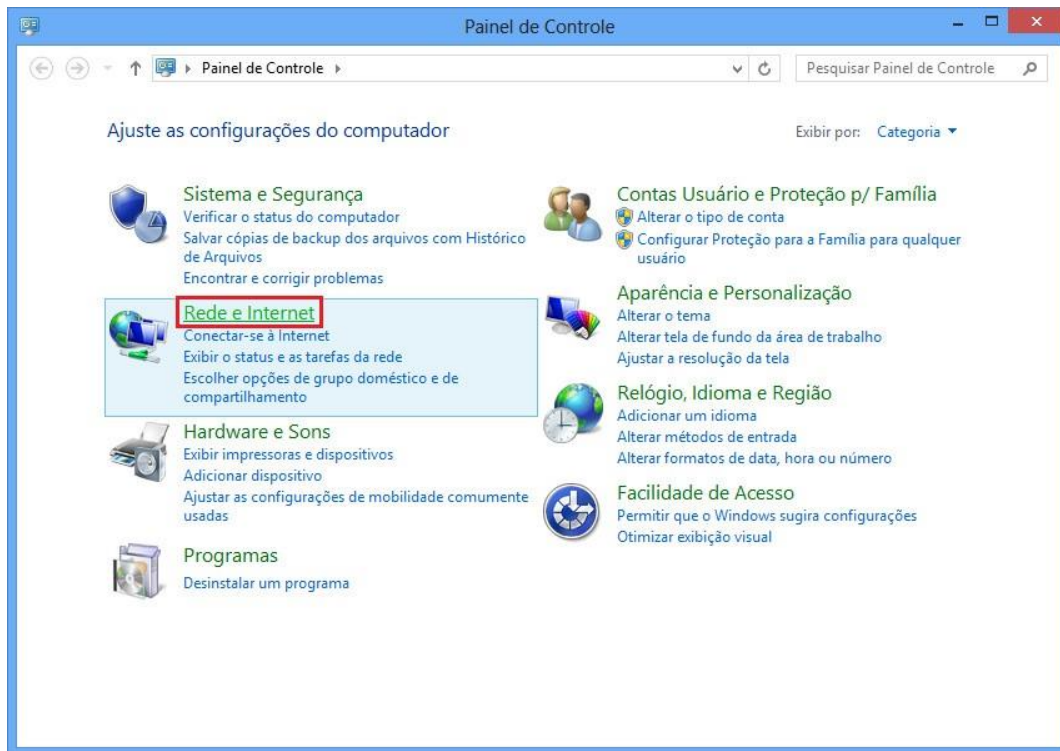 Painel de Controle
Painel de Controle
Pesquisar Painel de Controle
Ajuste as configurações do computador
Exibir por: Categoria
Sistema e Segurança
Verificar o status do computador
Salvar cópias de backup dos arquivos com Histórico
de Arquivos
Encontrar e corrigir problemas
Rede e Internet
Conectar-se à Internet
Exibir o status e as tarefas da rede
Escolher opções de grupo doméstico e de
compartilhamento
Hardware e Sons
Exibir impressoras e dispositivos
Adicionar dispositivo
Ajustar as configurações de mobilidade comumente
usadas
Programas
Desinstalar um programa
Contas Usuário e Proteção p/ Família
Alterar o tipo de conta
Configurar Proteção para a Família para qualquer
usuário
Aparência e Personalização
Alterar o tema
Alterar tela de fundo da área de trabalho
Ajustar a resolução da tela
Relógio, Idioma e Região
Adicionar um idioma
Alterar métodos de entrada
Alterar formatos de data, hora ou número
Facilidade de Acesso
Permitir que o Windows sugira configurações
Otimizar exibição visual